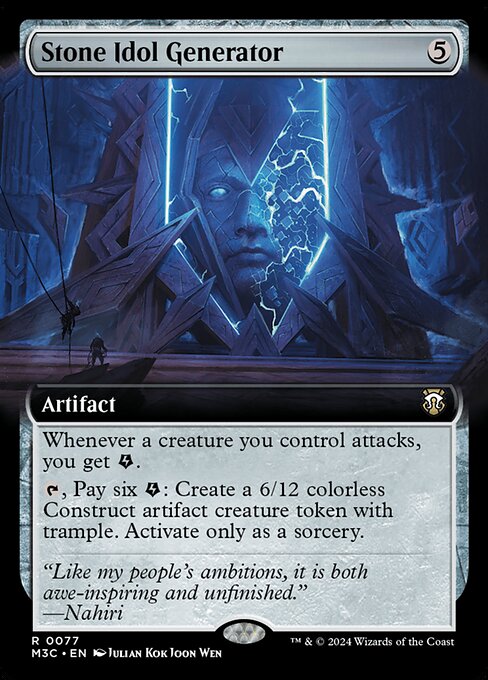 Stone Idol Generator 5
Artifact
Whenever a creature you control attacks,
you get
.
, Pay six : Create a 6/12 colorless
Construct artifact creature token with
trample. Activate only as a sorcery.
“Like my people’s ambitions, it is both
awe-inspiring and unfinished.”
—Nahiri
R 0077
M3C • EN Julian Kok Joon Wen
™ & © 2024 Wizards of the Coast